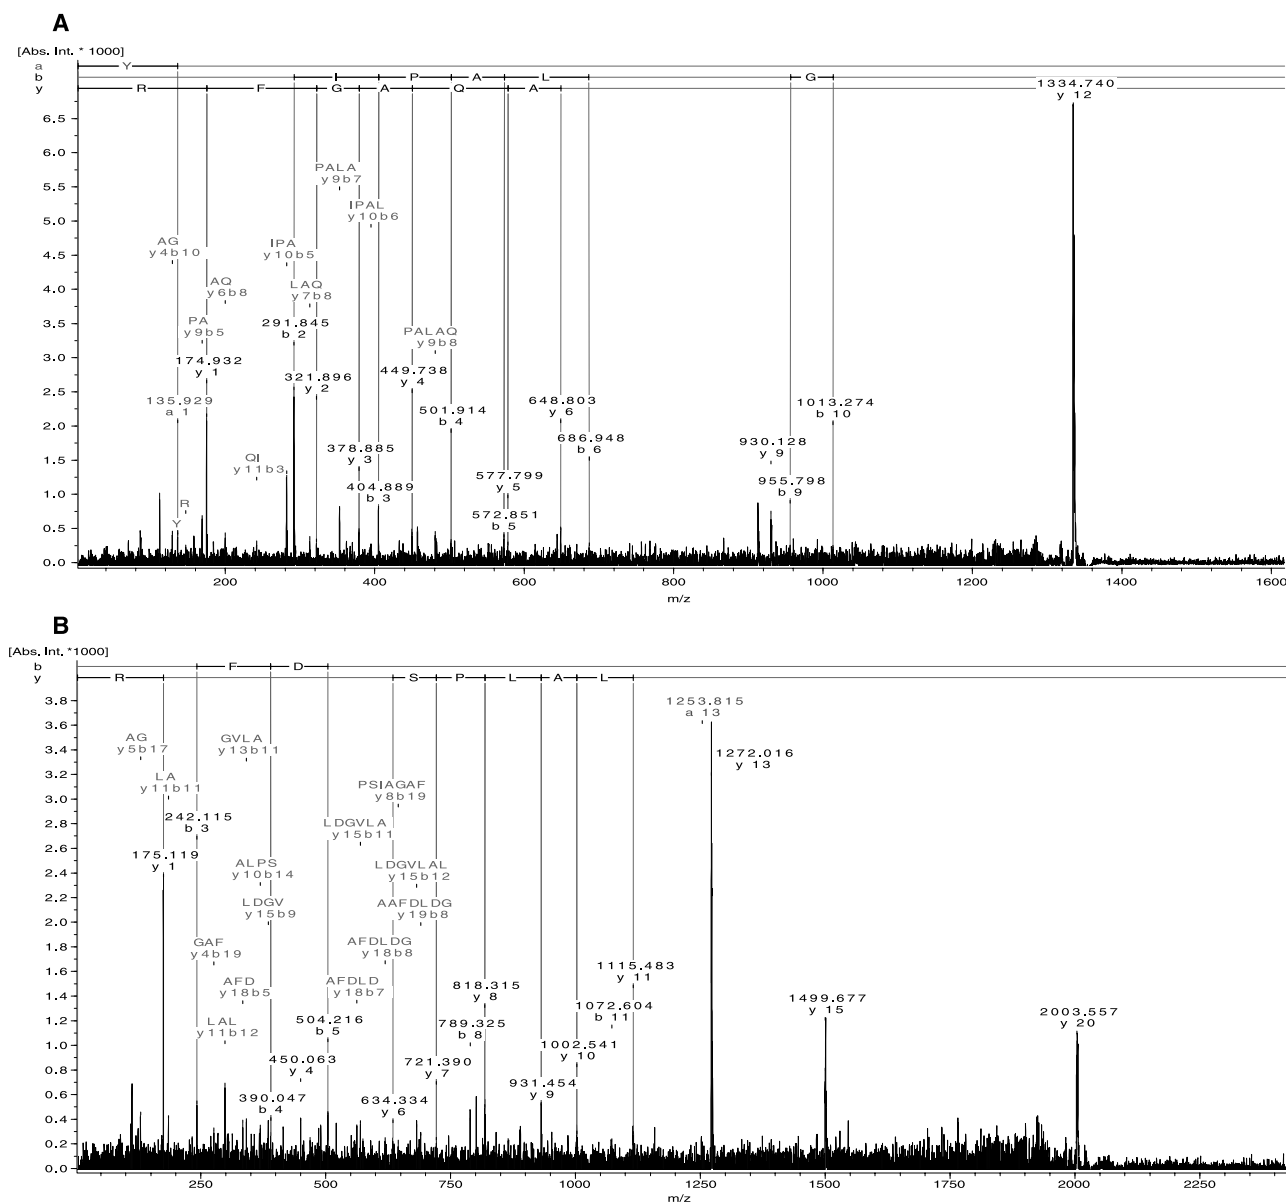 A
[Abs. Int. * 1000]
a Y
b I P A L G
y R F G A Q A
1334.740
y 12
6.5
6.0
PALA
y9b7
5.5
IPAL
y10b6
5.0
AG
y4b10
IPA
y10b5
4.5
AQ
y6b8
LAQ
y7b8
4.0
PA
y9b5
291.845
b 2
3.5
PALAQ
y9b8
174.932
y 1
3.0
321.896
y 2
449.738
y 4
135.929
a 1
2.5
501.914
b 4
648.803
y 6
1013.274
b 10
2.0
686.948
b 6
QI
y11b3
378.885
y 3
930.128
y 9
1.5
404.889
b 3
577.799
y 5
955.798
b 9
1.0
R
Y
572.851
b 5
0.5
0.0
200 400 600 800 1000 1200 1400 1600
m/z
B
[Abs. Int. *1000]
b F D
y R S P L A L
3.8
1253.815
a 13
3.6
AG
y5b17
GVLA
y13b11
3.4
1272.016
y 13
3.2
LA
y11b11
PSIAGAF
y8b19
3.0
242.115
b 3
LDGVLA
y15b11
2.8
175.119
y 1
2.6
ALPS
y10b14
LDGVLAL
y15b12
2.4
LDGV
y15b9
AAFDLDG
y19b8
2.2
2.0
GAF
y4b19
AFDLDG
y18b8
1.8
1115.483
y 11
1.6
AFD
y18b5
AFDLD
y18b7
818.315
y 8
1.4
LAL
y11b12
504.216
b 5
789.325
b 8
1072.604
b 11
1499.677
y 15
2003.557
y 20
1.2
1002.541
y 10
1.0
450.063
y 4
721.390
y 7
0.8
390.047
b 4
634.334
y 6
931.454
y 9
0.6
0.4
0.2
0.0
250 500 750 1000 1250 1500 1750 2000 2250
m/z